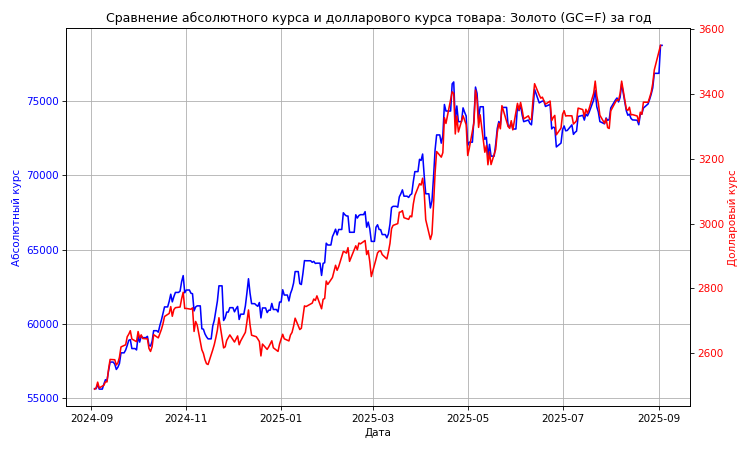 Сравнение абсолютного курса и долларового курса товара: Золото (GC=F) за год
3600
75000
3400
70000
3200
Абсолютный курс
Долларовый курс
65000
3000
2800
60000
2600
55000
2024-09 2024-11 2025-01 2025-03 2025-05 2025-07 2025-09
Дата